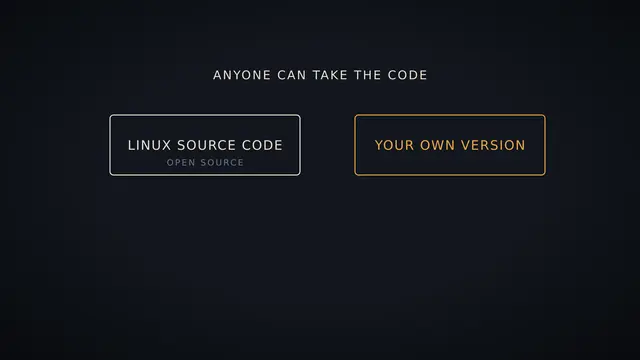 ANYONE CAN TAKE THE CODE
LINUX SOURCE CODE
OPEN SOURCE
YOUR OWN VERSION